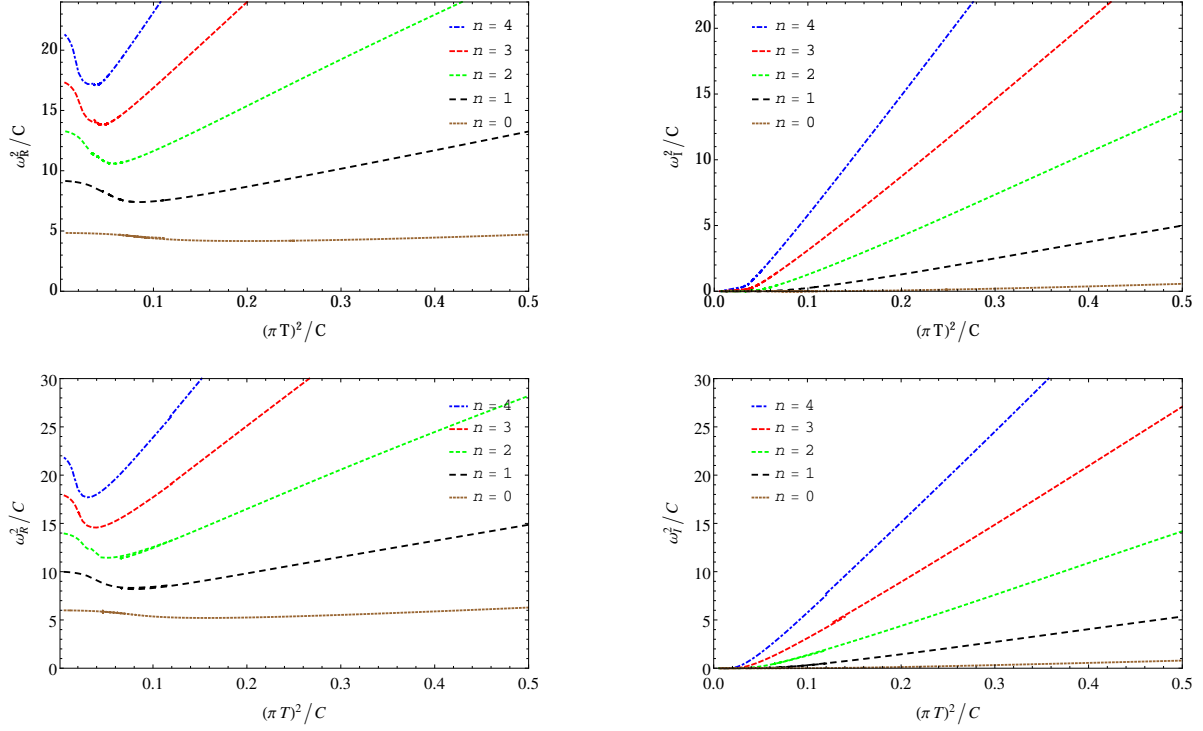 ω_R^2/C
20
15
10
5
0
0.1
0.2
0.3
0.4
0.5
(π T)^2/C
n = 4
n = 3
n = 2
n = 1
n = 0
ω_I^2/C
20
15
10
5
0
0.0
0.1
0.2
0.3
0.4
0.5
(π T)^2/C
n = 4
n = 3
n = 2
n = 1
n = 0
ω_R^2/C
30
25
20
15
10
5
0
0.1
0.2
0.3
0.4
0.5
(π T)^2/C
n = 4
n = 3
n = 2
n = 1
n = 0
ω_I^2/C
30
25
20
15
10
5
0
0.0
0.1
0.2
0.3
0.4
0.5
(π T)^2/C
n = 4
n = 3
n = 2
n = 1
n = 0